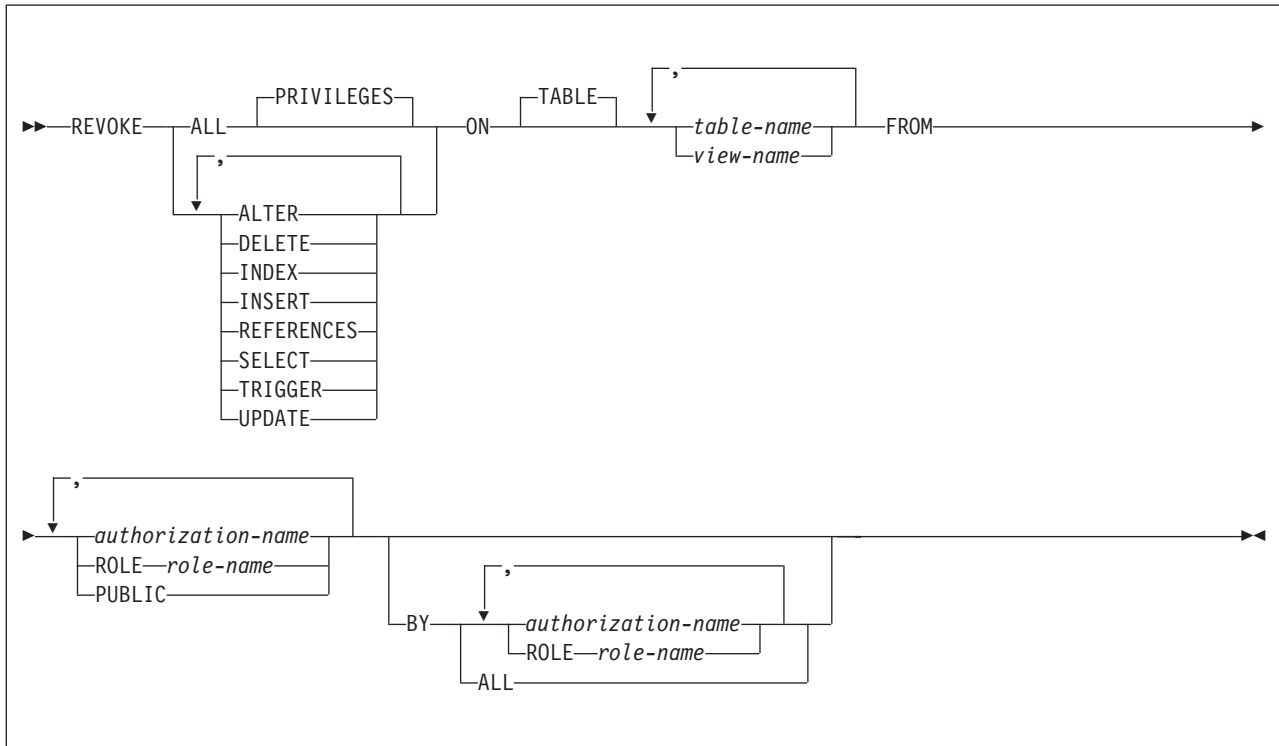 ,
PRIVILEGES TABLE
REVOKE ALL ON table-name FROM
, view-name
ALTER
DELETE
INDEX
INSERT
REFERENCES
SELECT
TRIGGER
UPDATE
,
authorization-name
ROLE role-name ,
PUBLIC
BY authorization-name
ROLE role-name
ALL